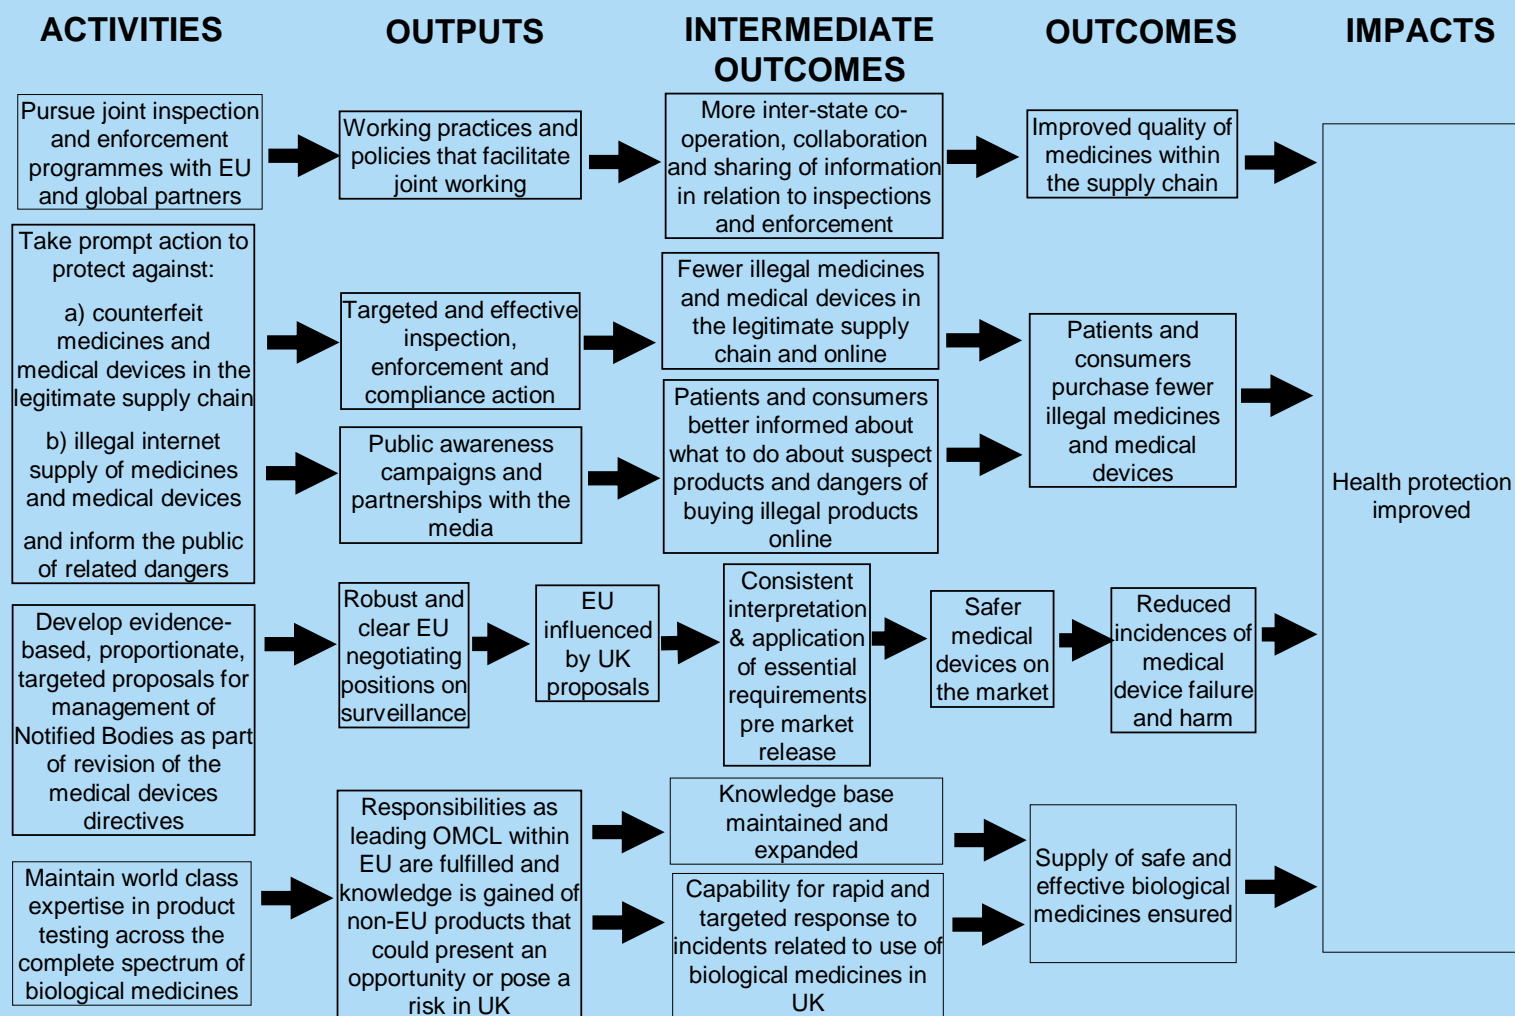 ACTIVITIES
OUTPUTS
INTERMEDIATE
OUTCOMES
OUTCOMES
IMPACTS
Pursue joint inspection
and enforcement
programmes with EU
and global partners
Working practices and
policies that facilitate
joint working
More inter-state co-
operation, collaboration
and sharing of information
in relation to inspections
and enforcement
Improved quality of
medicines within
the supply chain
Take prompt action to
protect against:
a) counterfeit
medicines and
medical devices in the
legitimate supply chain
b) illegal internet
supply of medicines
and medical devices
and inform the public
of related dangers
Targeted and effective
inspection,
enforcement and
compliance action
Fewer illegal medicines
and medical devices in
the legitimate supply
chain and online
Public awareness
campaigns and
partnerships with the
media
Patients and consumers
better informed about
what to do about suspect
products and dangers of
buying illegal products
online
Patients and
consumers
purchase fewer
illegal medicines
and medical
devices
Health protection
improved
Develop evidence-
based, proportionate,
targeted proposals for
management of
Notified Bodies as part
of revision of the
medical devices
directives
Robust and
clear EU
negotiating
positions on
surveillance
EU
influenced
by UK
proposals
Consistent
interpretation
& application
of essential
requirements
pre market
release
Safer
medical
devices on
the market
Reduced
incidences of
medical
device failure
and harm
Maintain world class
expertise in product
testing across the
complete spectrum of
biological medicines
Responsibilities as
leading OMCL within
EU are fulfilled and
knowledge is gained of
non-EU products that
could present an
opportunity or pose a
risk in UK
Knowledge base
maintained and
expanded
Capability for rapid and
targeted response to
incidents related to use of
biological medicines in
UK
Supply of safe and
effective biological
medicines ensured